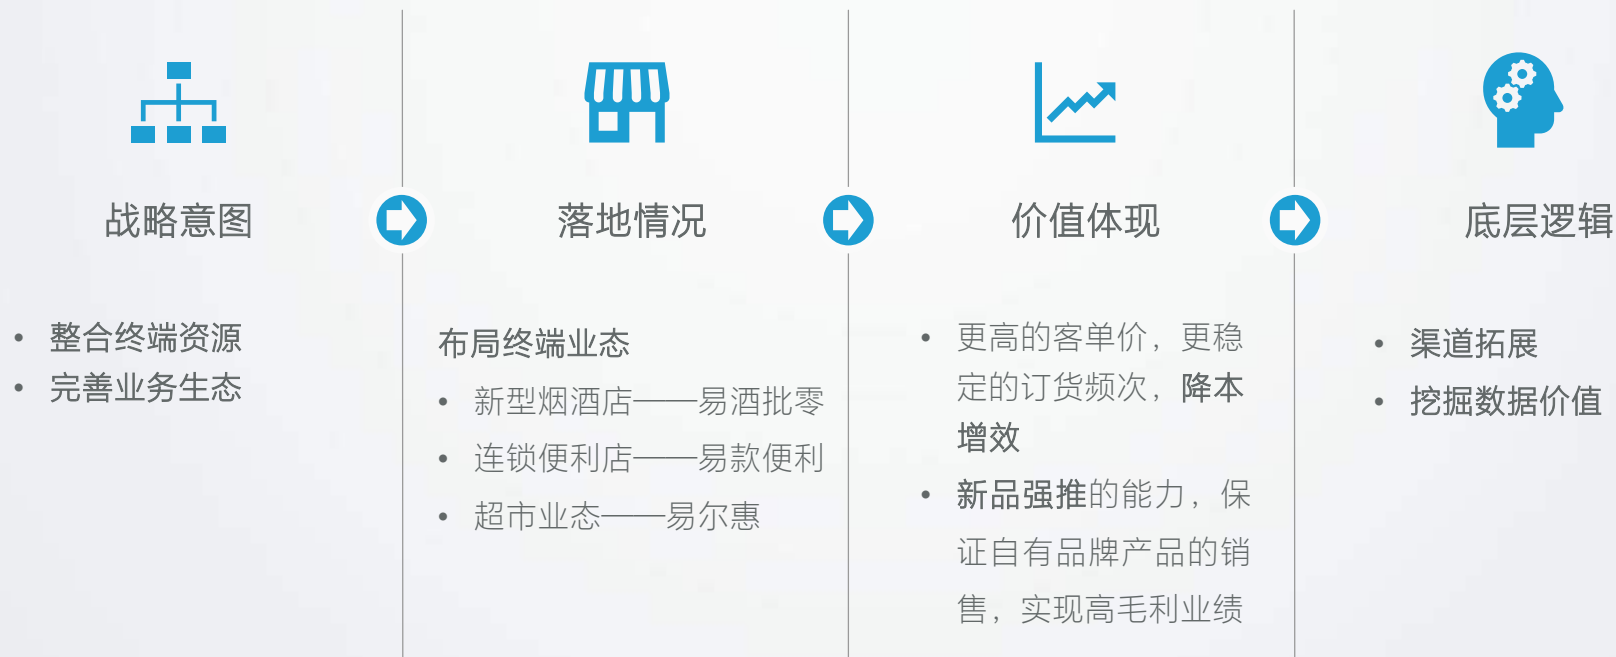 战略意图
• 整合终端资源
• 完善业务生态
落地情况
布局终端业态
• 新型烟酒店——易酒批零
• 连锁便利店——易款便利
• 超市业态——易尔惠
价值体现
• 更高的客单价，更稳
定的订货频次，降本
增效
• 新品强推的能力，保
证自有品牌产品的销
售，实现高毛利业绩
底层逻辑
• 渠道拓展
• 挖掘数据价值